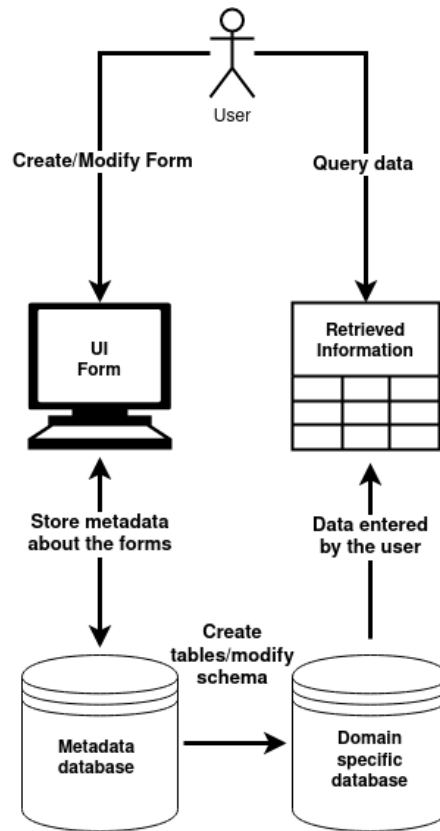 User
Create/Modify Form
Query data
UI
Form
Retrieved
Information
Store metadata
about the forms
Data entered
by the user
Create
tables/modify
schema
Metadata
database
Domain
specific
database